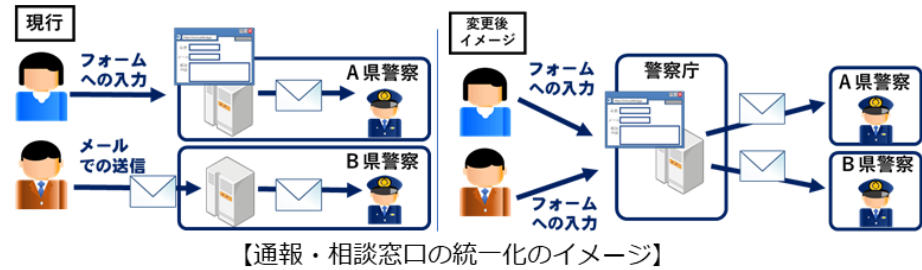 現行
フォーム
への入力
A県警察
メール
での送信
B県警察
変更後
イメージ
フォーム
への入力
フォーム
への入力
警察庁
A県警察
B県警察
【通報・相談窓口の統一化のイメージ】